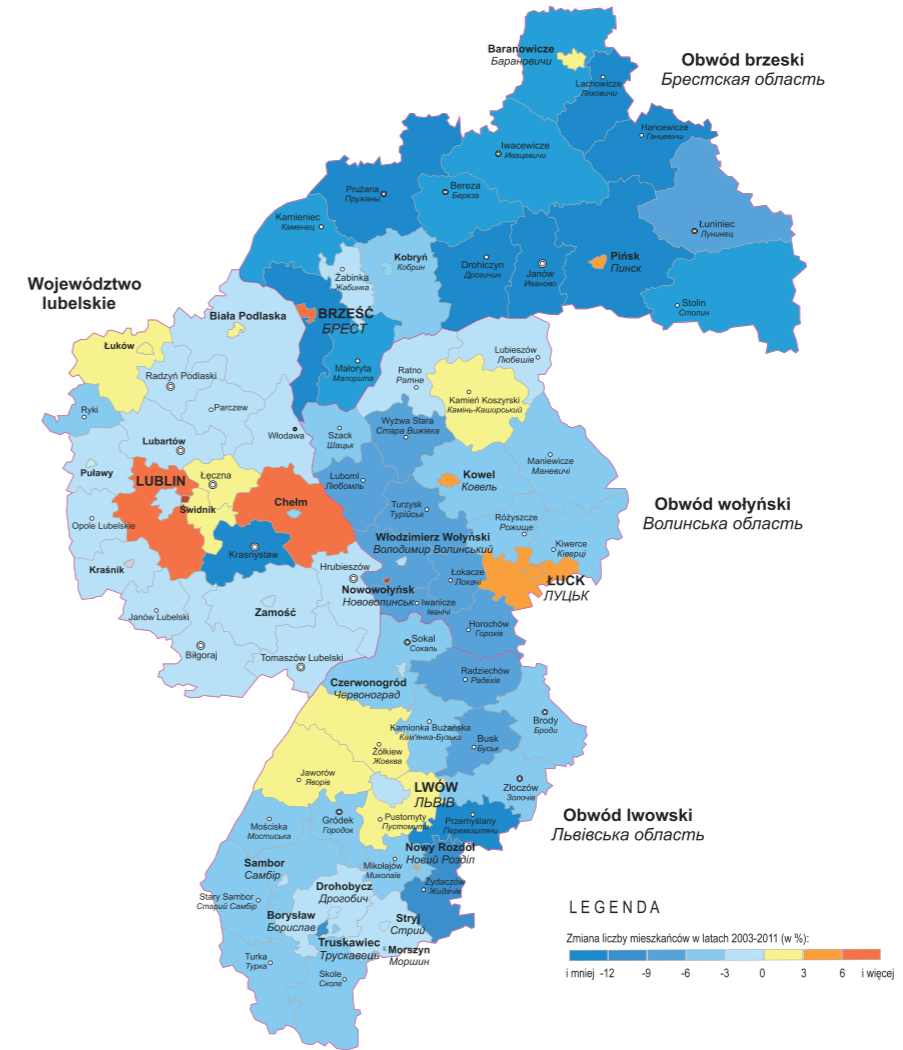 Baranowicze
Барановичи
Obwód brzeski
Брестская область
Lachowicze
Ляховичи
Hancewicze
Ганцевичи
Iwacewicze
Ивацевичи
Prużana
Пружаны
Bereza
Береза
Kamieniec
Каменец
Łuniniec
Лунинец
Kobryń
Кобрин
Pińsk
Пинск
Drohiczyn
Дрогичин
Janów
Иваново
Żabinka
Жабинка
Województwo
lubelskie
Stolin
Столин
Biała Podlaska
BRZEŚĆ
БРЕСТ
Łuków
Małoryta
Малорита
Lubieszów
Любешів
Radzyń Podlaski
Ratno
Ратне
Kamień Koszyrski
Камінь-Каширський
Ryki
Parczew
Wyżwa Stara
Стара Вижівка
Włodawa
Szack
Шацьк
Lubartów
Maniewicze
Маневичі
Puławy
LUBLIN
Łęczna
Luboml
Любомль
Kowel
Ковель
Chełm
Świdnik
Turzysk
Турійськ
Obwód wołyński
Волинська область
Opole Lubelskie
Różyszcze
Рожище
Włodzimierz Wołyński
Володимир Волинський
Kiwerce
Ківерці
Krasnystaw
Kraśnik
Hrubieszów
Łokacze
Локачі
ŁUCK
ЛУЦЬК
Nowowołyńsk
Нововолинськ
Iwanicze
Іванічі
Janów Lubelski
Zamość
Horochów
Горохів
Biłgoraj
Sokal
Сокаль
Tomaszów Lubelski
Radziechów
Радехів
Czerwonogród
Червоноград
Brody
Броди
Kamionka Bużańska
Кам'янка-Бузька
Busk
Буськ
Żółkiew
Жовква
Jaworów
Яворів
LWÓW
ЛЬВІВ
Złoczów
Золочів
Obwód lwowski
Львівська область
Gródek
Городок
Pustomyty
Пустомити
Przemyślany
Перемишляни
Mościska
Мостиська
Nowy Rozdół
Новий Розділ
Sambor
Самбір
Mikołajów
Миколаїв
Żydaczów
Жидачів
Drohobycz
Дрогобич
Stary Sambor
Старий Самбір
Borysław
Борислав
Stryj
Стрий
Truskawiec
Трускавець
Morszyn
Моршин
Turka
Турка
Skole
Сколе
LEGENDA
Zmiana liczby mieszkańców w latach 2003-2011 (w %):
i mniej -12 -9 -6 -3 0 3 6 i więcej